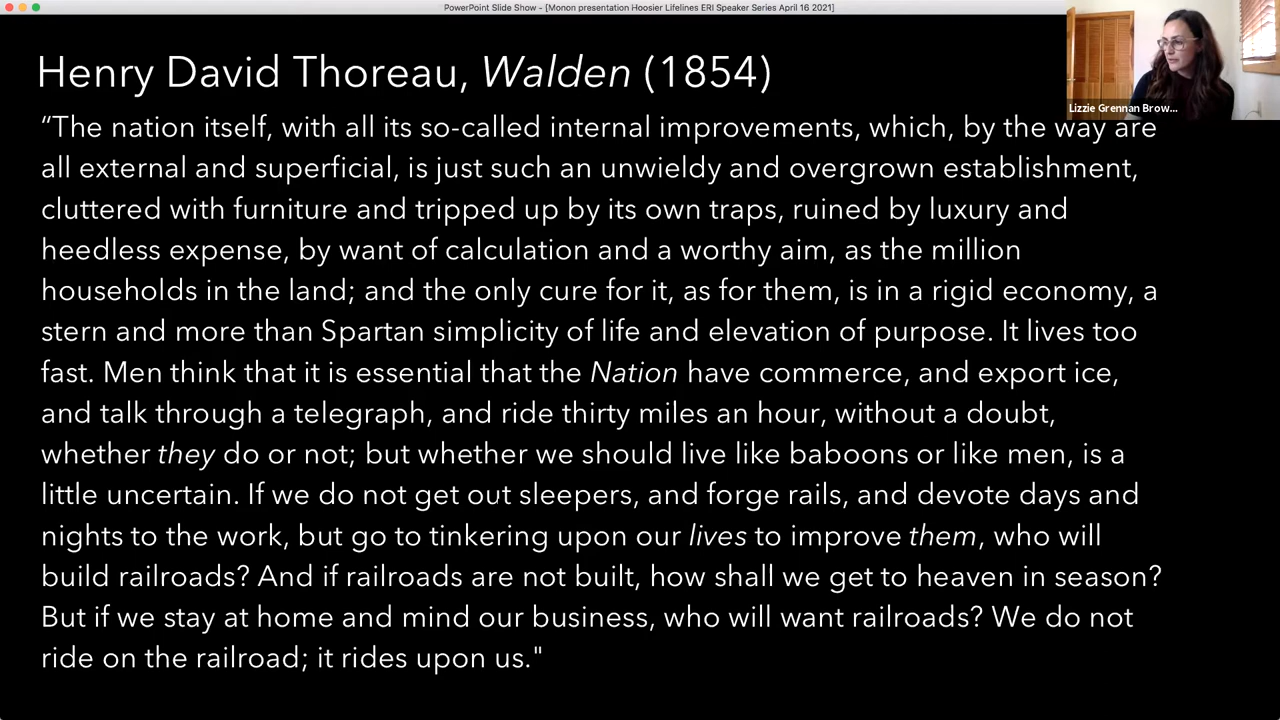 PowerPoint Slide Show - [Monon presentation Hoosier Lifelines ERI Speaker Series April 16 2021]
Henry David Thoreau, Walden (1854)
Lizzie Grennan Brow...
“The nation itself, with all its so-called internal improvements, which, by the way are
all external and superficial, is just such an unwieldy and overgrown establishment,
cluttered with furniture and tripped up by its own traps, ruined by luxury and
heedless expense, by want of calculation and a worthy aim, as the million
households in the land; and the only cure for it, as for them, is in a rigid economy, a
stern and more than Spartan simplicity of life and elevation of purpose. It lives too
fast. Men think that it is essential that the Nation have commerce, and export ice,
and talk through a telegraph, and ride thirty miles an hour, without a doubt,
whether they do or not; but whether we should live like baboons or like men, is a
little uncertain. If we do not get out sleepers, and forge rails, and devote days and
nights to the work, but go to tinkering upon our lives to improve them, who will
build railroads? And if railroads are not built, how shall we get to heaven in season?
But if we stay at home and mind our business, who will want railroads? We do not
ride on the railroad; it rides upon us."